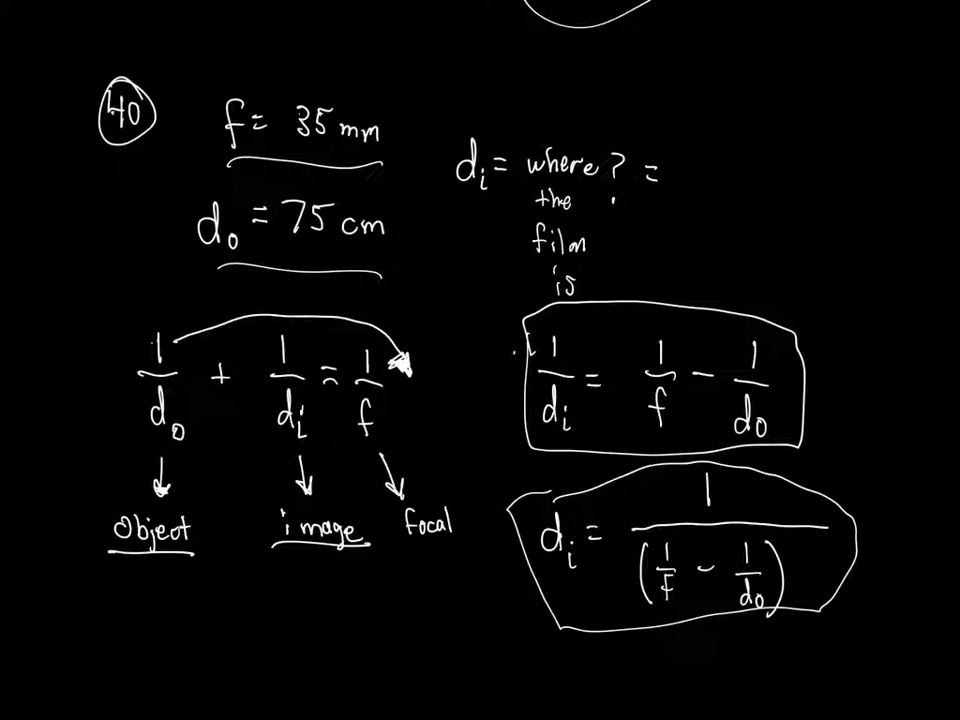 40
f = 35 mm
d₀ = 75 cm
dᵢ = where? =
the
film
is
1/d₀ + 1/dᵢ = 1/f
Object image focal
1/dᵢ = 1/f - 1/d₀
dᵢ = 1/(1/f - 1/d₀)